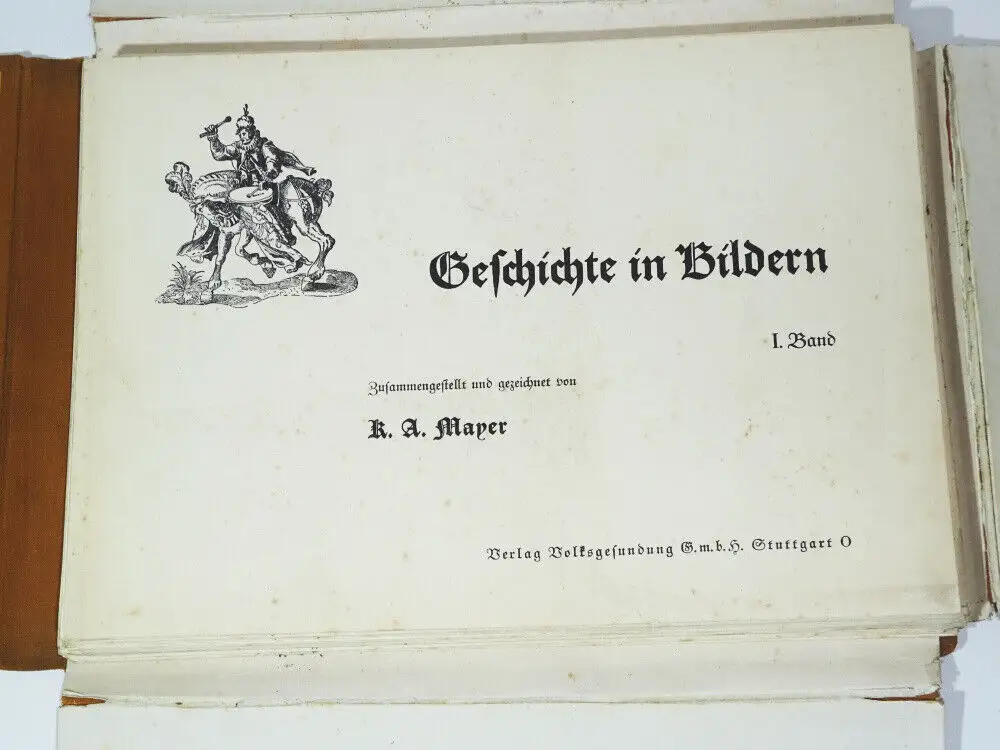 Geschichte in Bildern
I. Band
Zusammengestellt und gezeichnet von
K. A. Mayer
Verlag Volksgesundung G.m.b.H. Stuttgart O